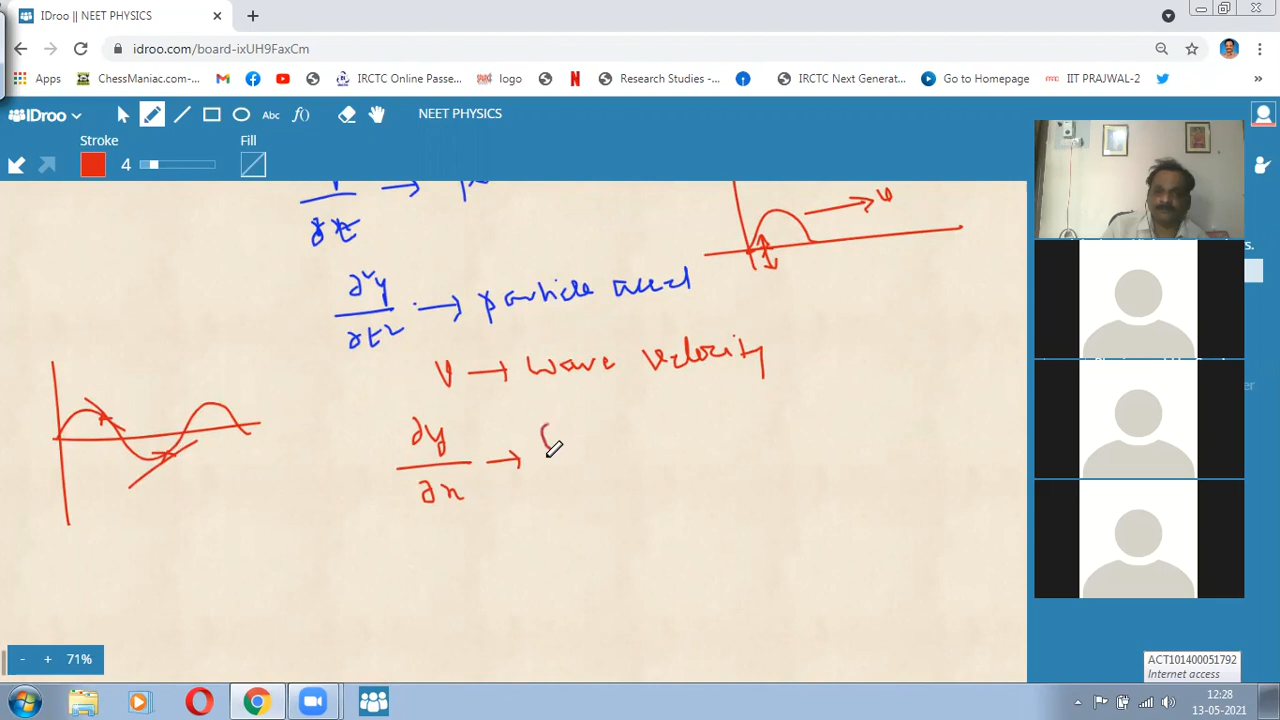 IDroo || NEET PHYSICS
idroo.com/board-ixUH9FaxCm
Apps ChessManiac.com-... IRCTC Online Passe... logo Research Studies -... IRCTC Next Generat... Go to Homepage IIT PRAJWAL-2 »
IDroo Abc f() NEET PHYSICS
Stroke Fill
4
∂t →
v
s.
∂²y
∂t² → particle accel
v → wave velocity
∂y
∂x →
- + 71%
ACT101400051792
Internet access
12:28
13-05-2021